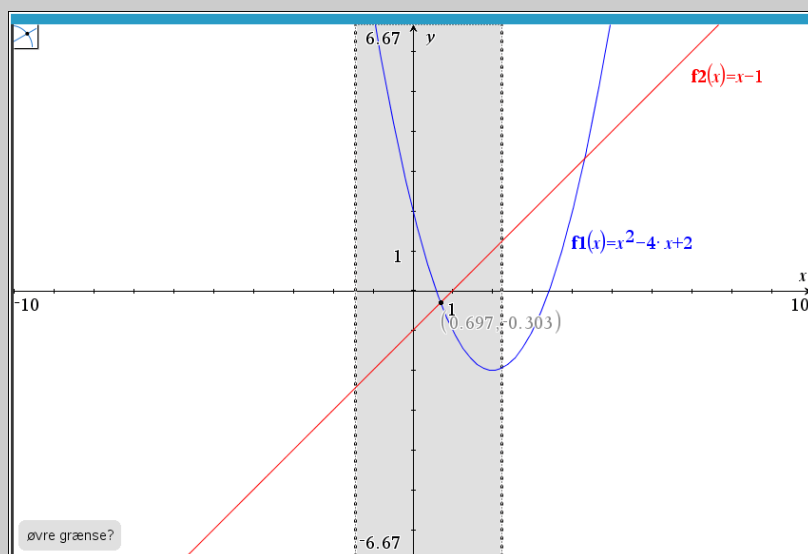 6.67 y
f2(x)=x−1
f1(x)=x²−4· x+2
1
x
-10
1
10
(0.697,-0.303)
øvre grænse?
-6.67